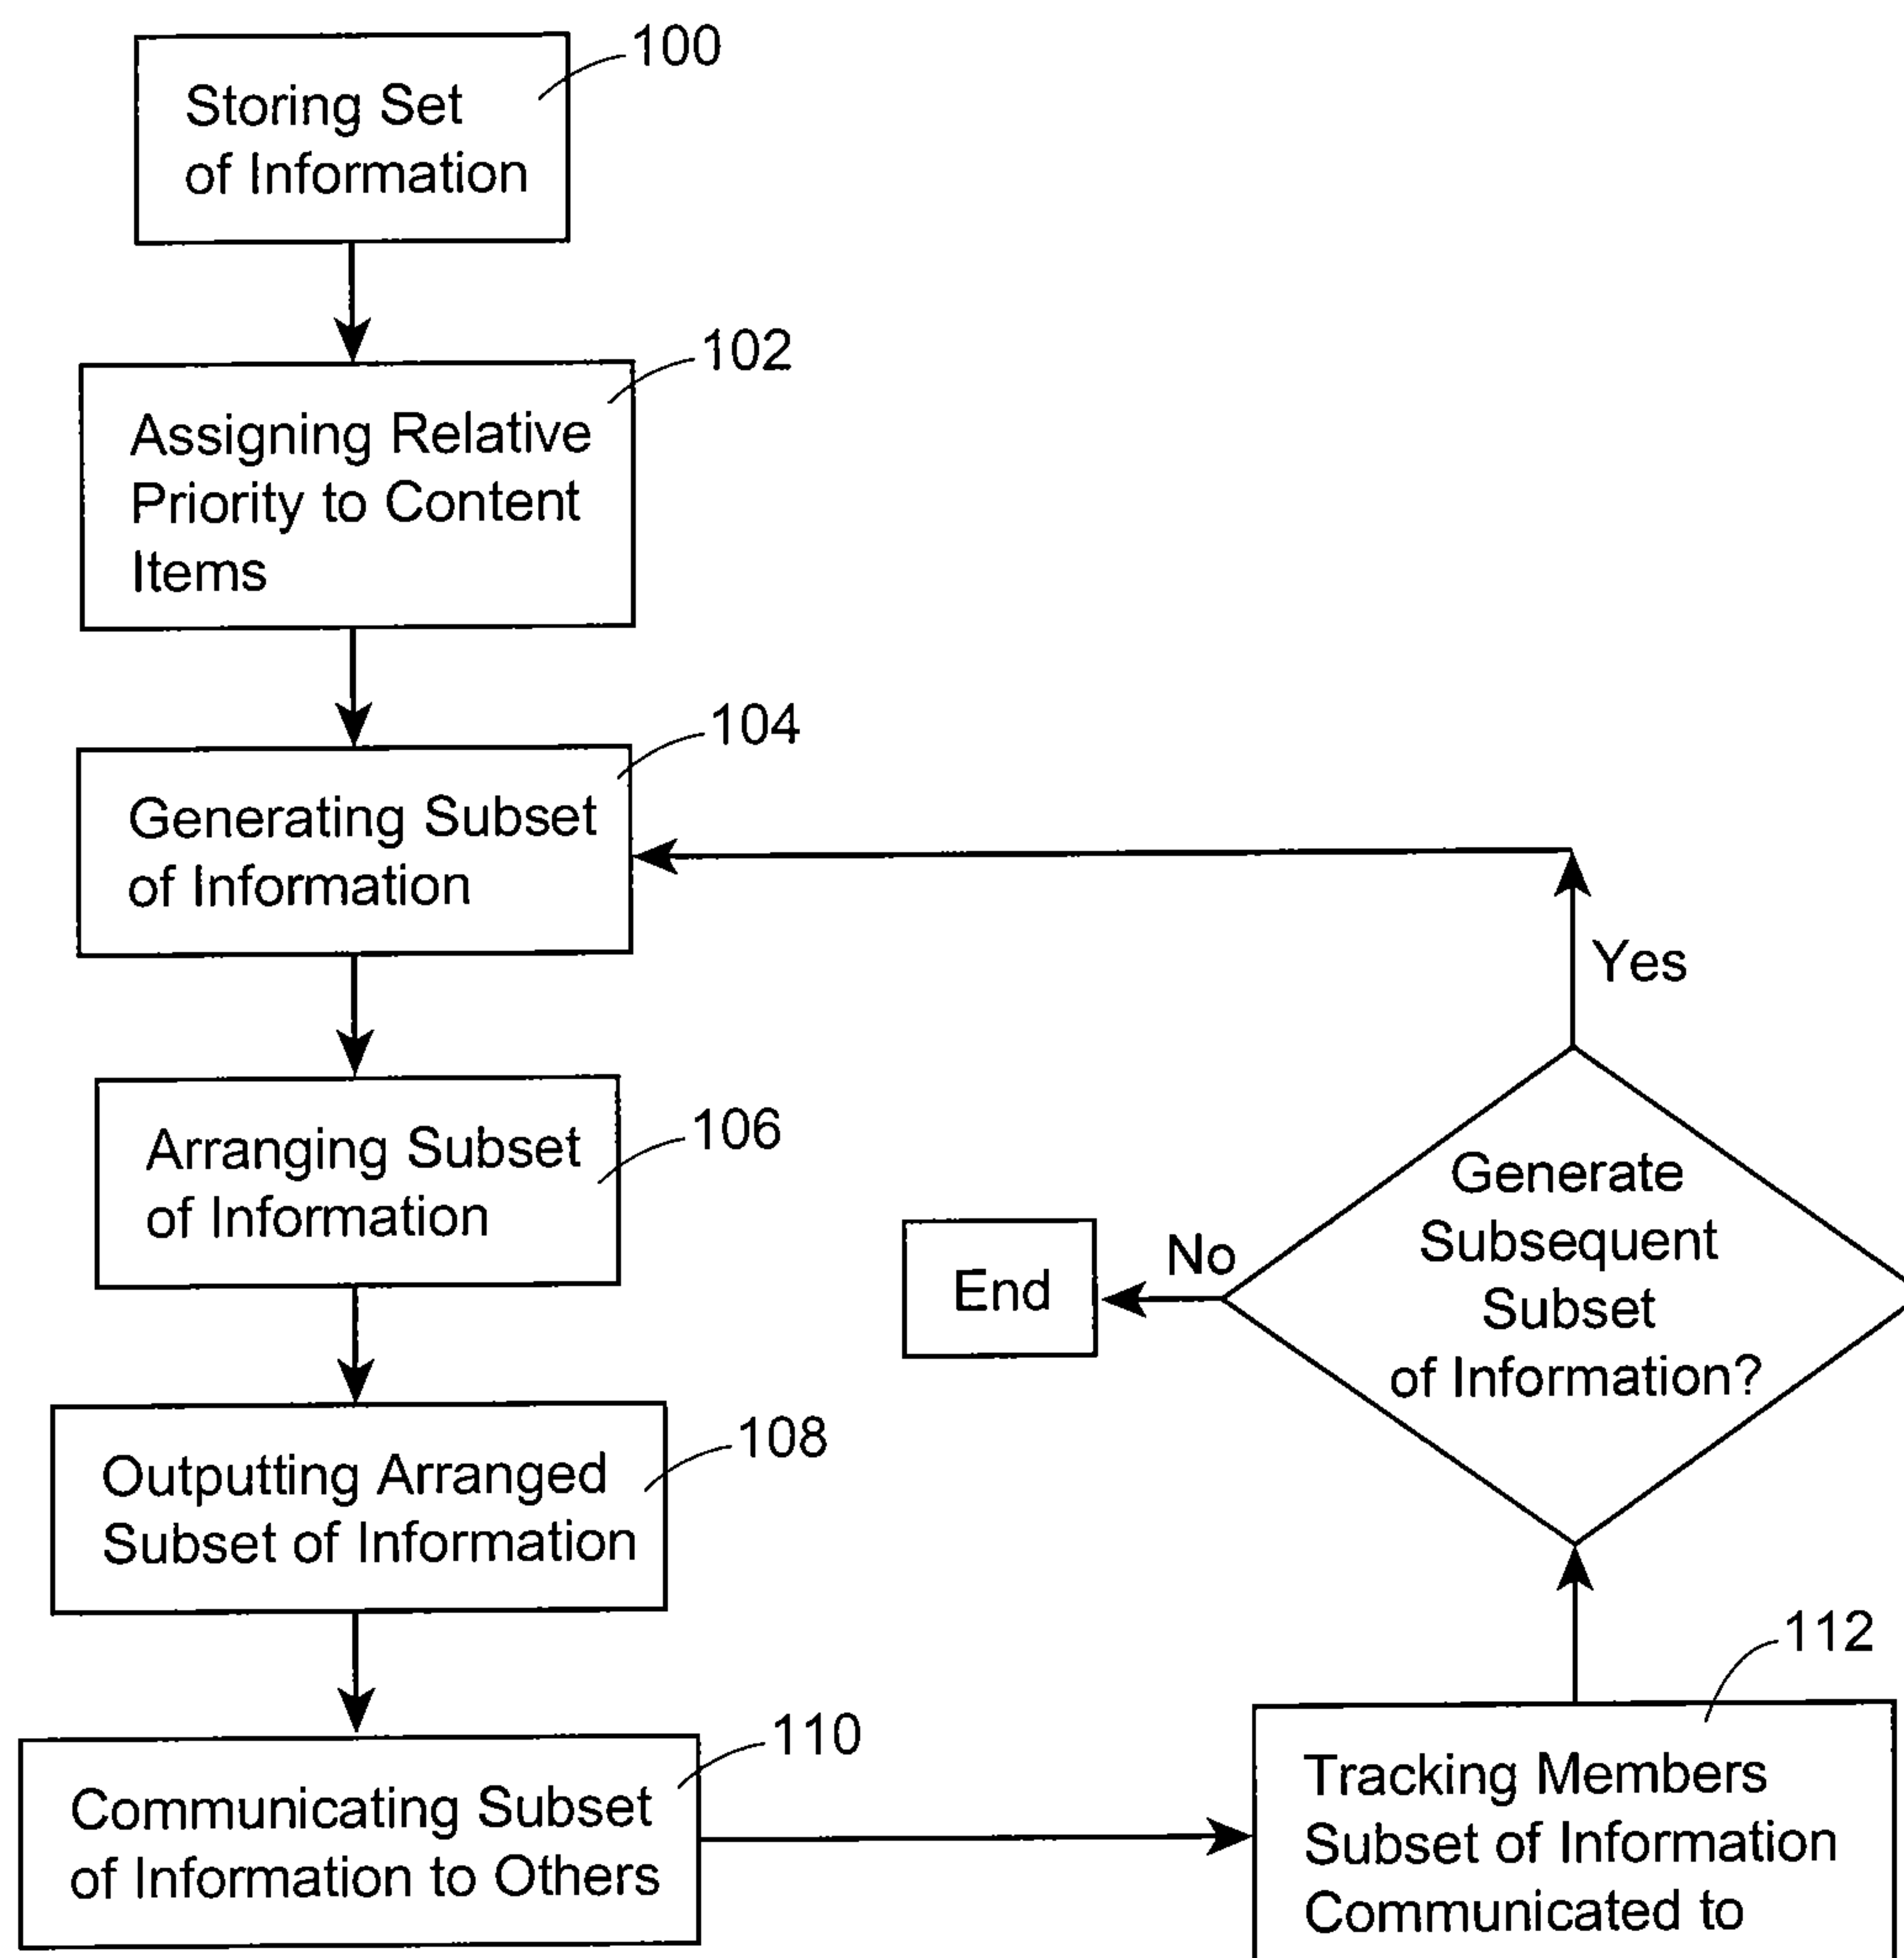 100
Storing Set
of Information
102
Assigning Relative
Priority to Content
Items
104
Generating Subset
of Information
Yes
106
Arranging Subset
of Information
Generate
Subsequent
Subset
of Information?
No
End
108
Outputting Arranged
Subset of Information
110
Communicating Subset
of Information to Others
112
Tracking Members
Subset of Information
Communicated to